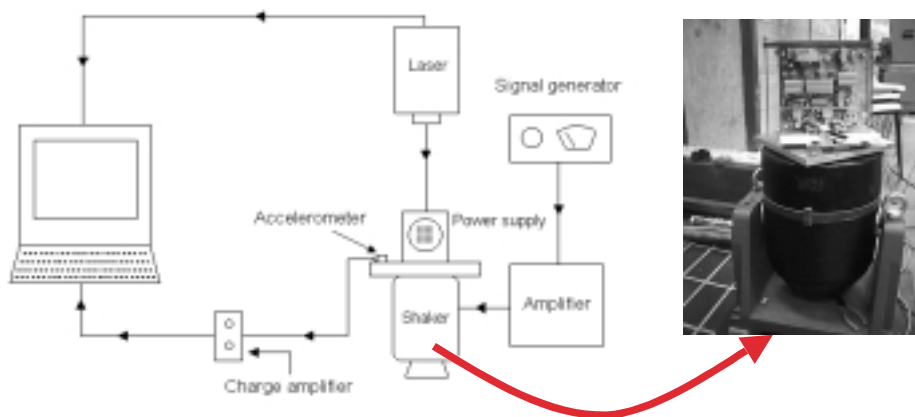 Laser
Signal generator
Accelerometer
Power supply
Amplifier
Shaker
Charge amplifier